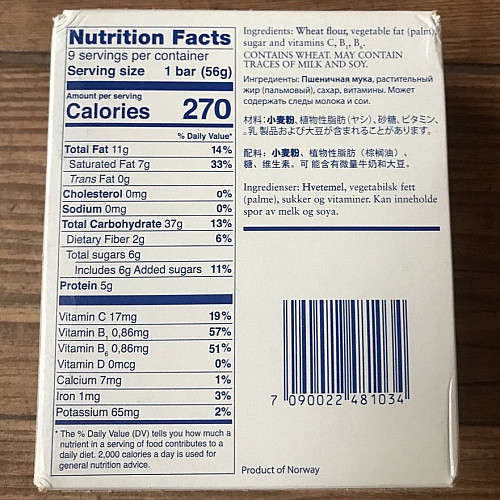 Nutrition Facts
9 servings per container
Serving size 1 bar (56g)
Amount per serving
Calories 270
% Daily Value*
Total Fat 11g 14%
Saturated Fat 7g 33%
Trans Fat 0g
Cholesterol 0mg 0%
Sodium 0mg 0%
Total Carbohydrate 37g 13%
Dietary Fiber 2g 6%
Total sugars 6g
Includes 6g Added sugars 11%
Protein 5g
Vitamin C 17mg 19%
Vitamin B₁ 0,86mg 57%
Vitamin B₆ 0,86mg 51%
Vitamin D 0mcg 0%
Calcium 7mg 1%
Iron 1mg 3%
Potassium 65mg 2%
* The % Daily Value (DV) tells you how much a
nutrient in a serving of food contributes to a
daily diet. 2,000 calories a day is used for
general nutrition advice.
Ingredients: Wheat flour, vegetable fat (palm),
sugar and vitamins C, B₁, B₆.
CONTAINS WHEAT. MAY CONTAIN
TRACES OF MILK AND SOY.
Ингредиенты: Пшеничная мука, растительный
жир (пальмовый), сахар, витамины. Может
содержать следы молока и сои.
材料：小麦粉、植物性脂肪（ヤシ）、砂糖、ビタミン、
。乳製品および大豆が含まれることがあります。
配料：小麦粉、植物性脂肪（棕榈油）、
糖、维生素。可能含有微量牛奶和大豆。
Ingredienser: Hvetemel, vegetabilsk fett
(palme), sukker og vitaminer. Kan inneholde
spor av melk og soya.
7 090022 481034
Product of Norway